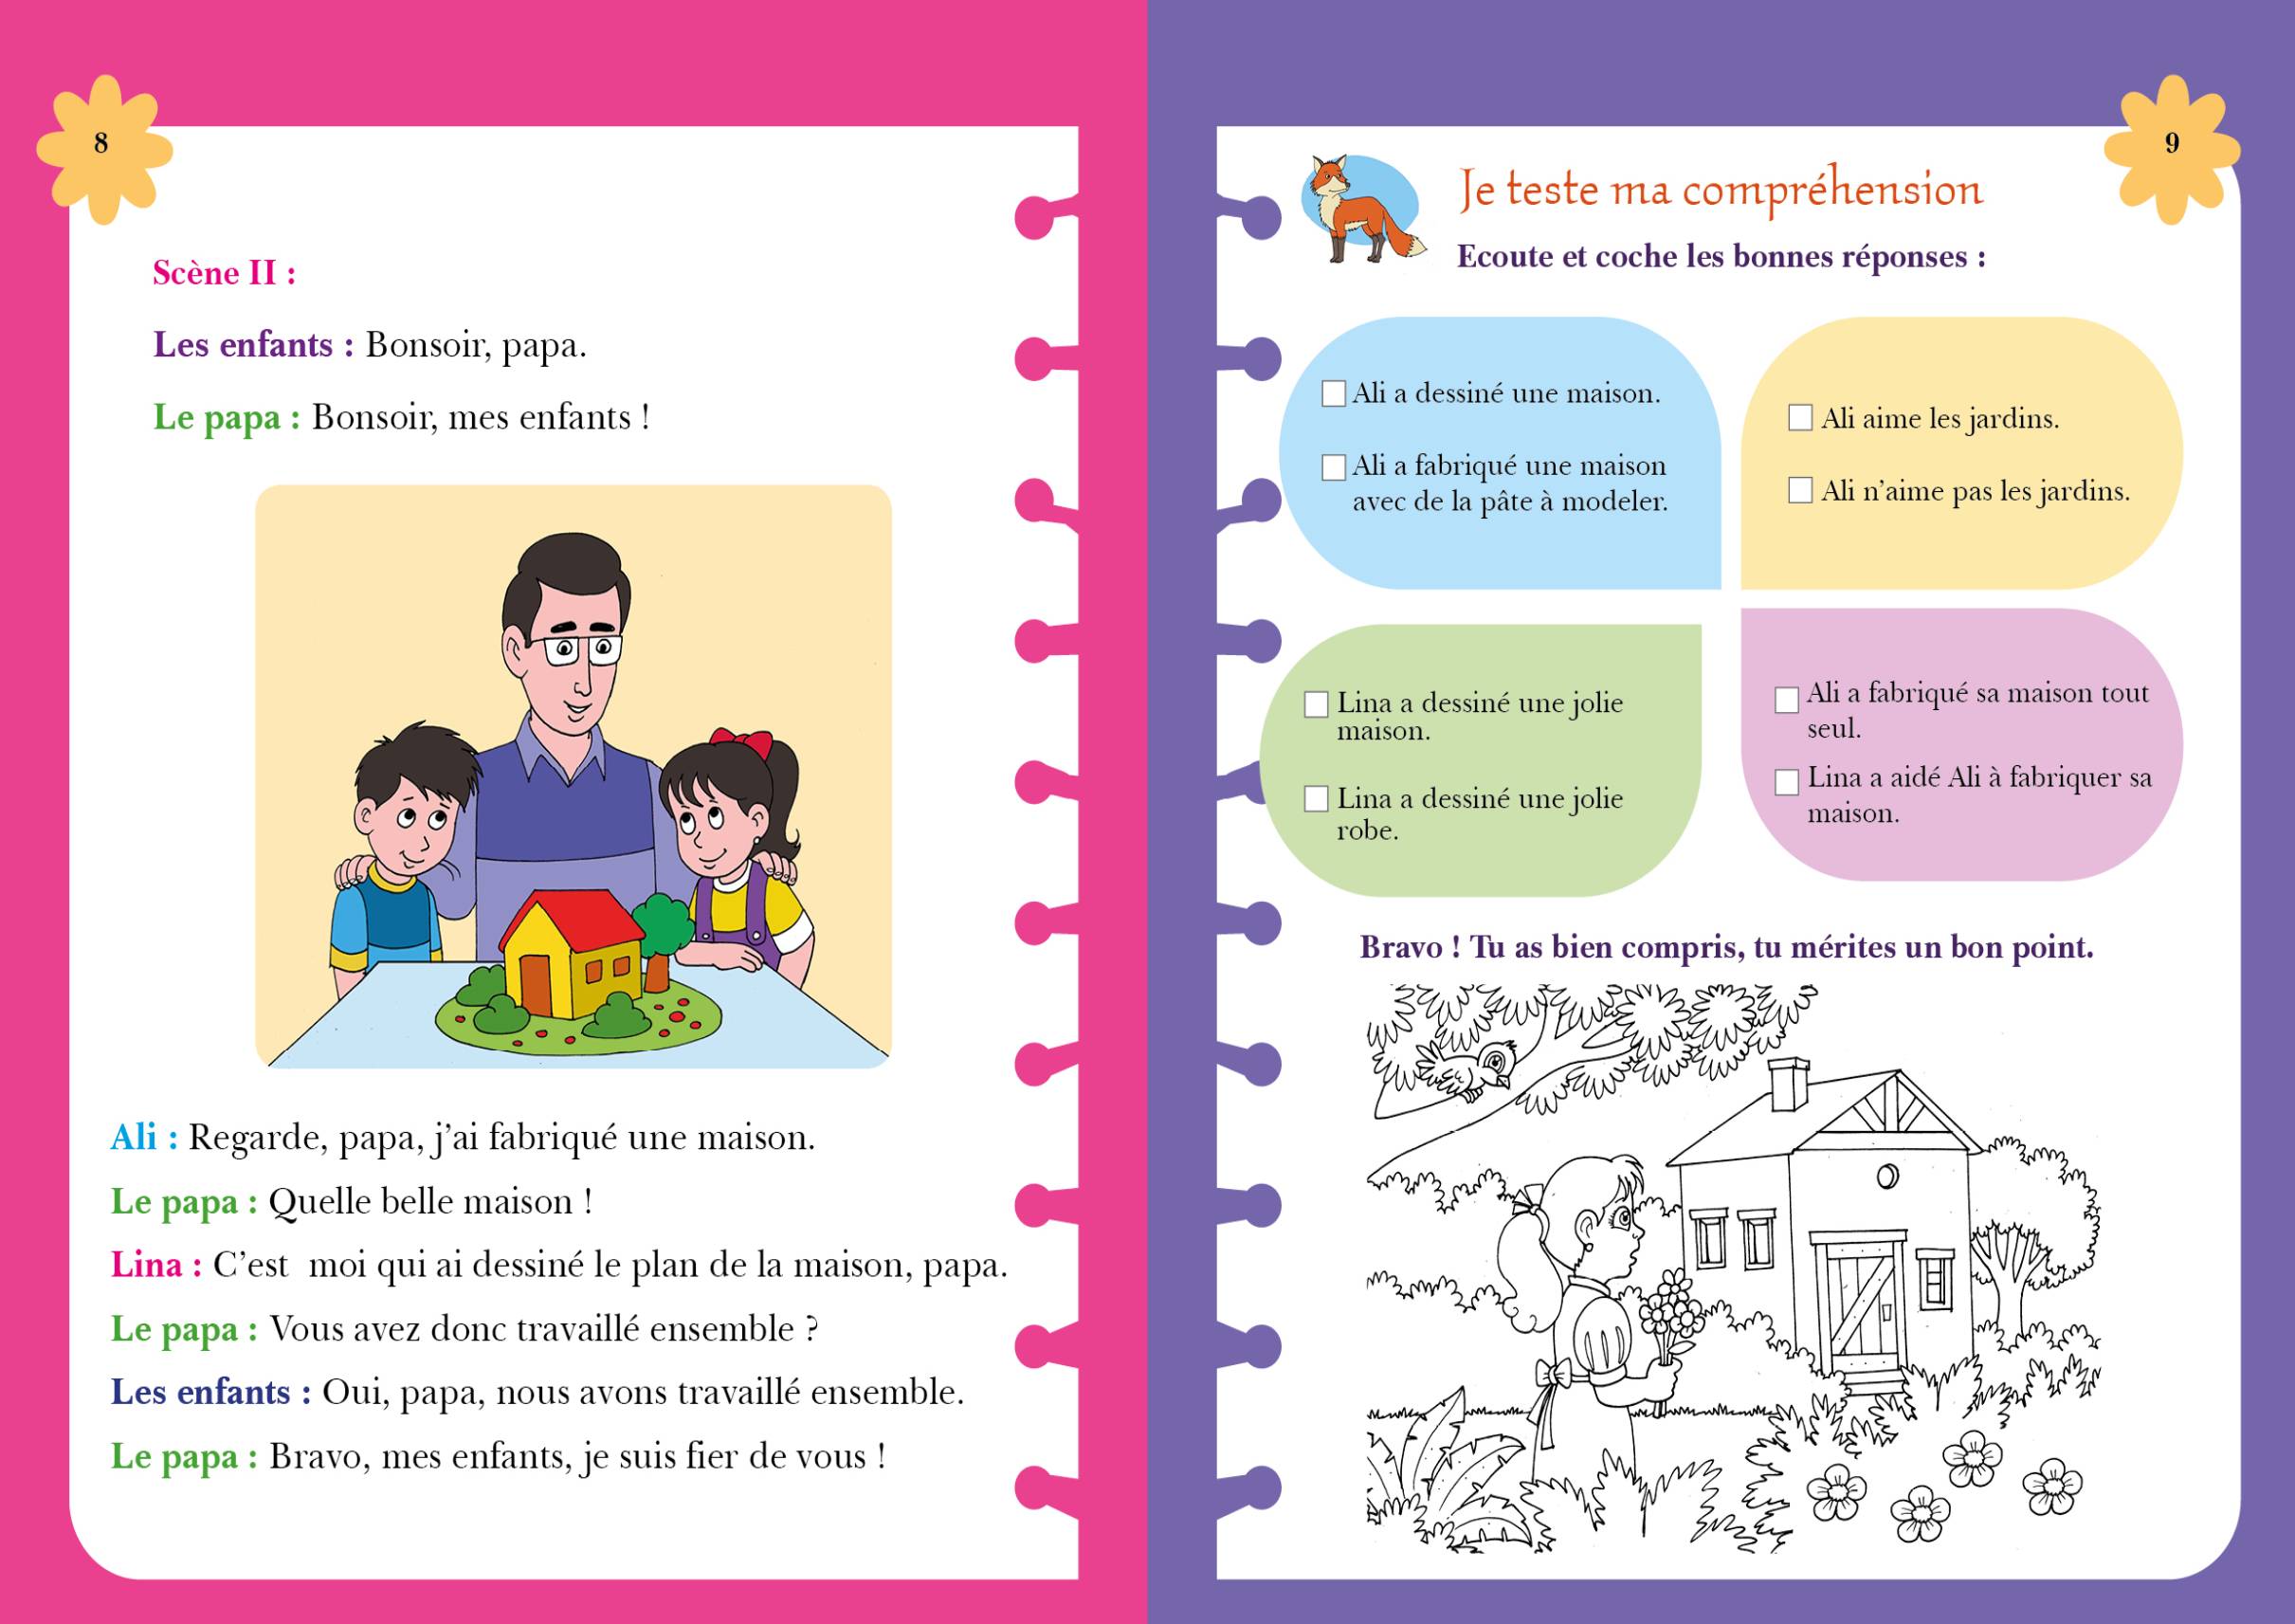 8
Scène II :
Les enfants : Bonsoir, papa.
Le papa : Bonsoir, mes enfants !
Ali : Regarde, papa, j’ai fabriqué une maison.
Le papa : Quelle belle maison !
Lina : C’est moi qui ai dessiné le plan de la maison, papa.
Le papa : Vous avez donc travaillé ensemble ?
Les enfants : Oui, papa, nous avons travaillé ensemble.
Le papa : Bravo, mes enfants, je suis fier de vous !
9
Je teste ma compréhension
Ecoute et coche les bonnes réponses :
Ali a dessiné une maison.
Ali a fabriqué une maison
avec de la pâte à modeler.
Ali aime les jardins.
Ali n’aime pas les jardins.
Lina a dessiné une jolie
maison.
Lina a dessiné une jolie
robe.
Ali a fabriqué sa maison tout
seul.
Lina a aidé Ali à fabriquer sa
maison.
Bravo ! Tu as bien compris, tu mérites un bon point.